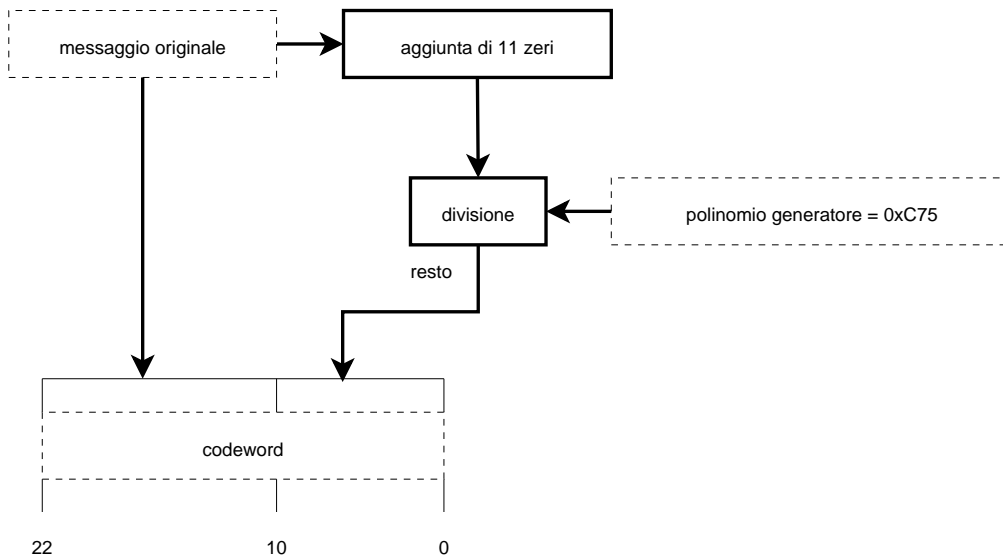 messaggio originale
aggiunta di 11 zeri
divisione
polinomio generatore = 0xC75
resto
codeword
22
10
0